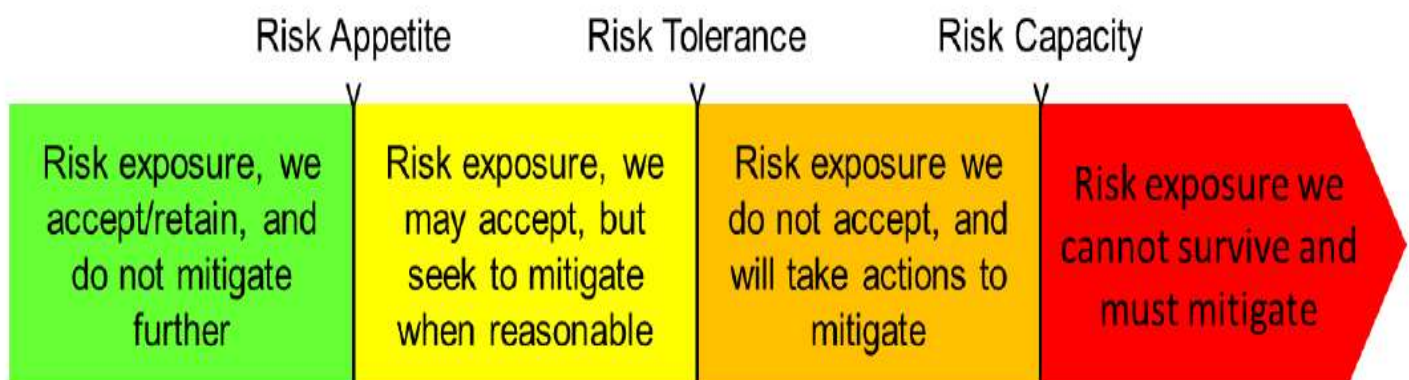 Risk Appetite
Risk Tolerance
Risk Capacity
Risk exposure, we
accept/retain, and
do not mitigate
further
Risk exposure, we
may accept, but
seek to mitigate
when reasonable
Risk exposure we
do not accept, and
will take actions to
mitigate
Risk exposure we
cannot survive and
must mitigate